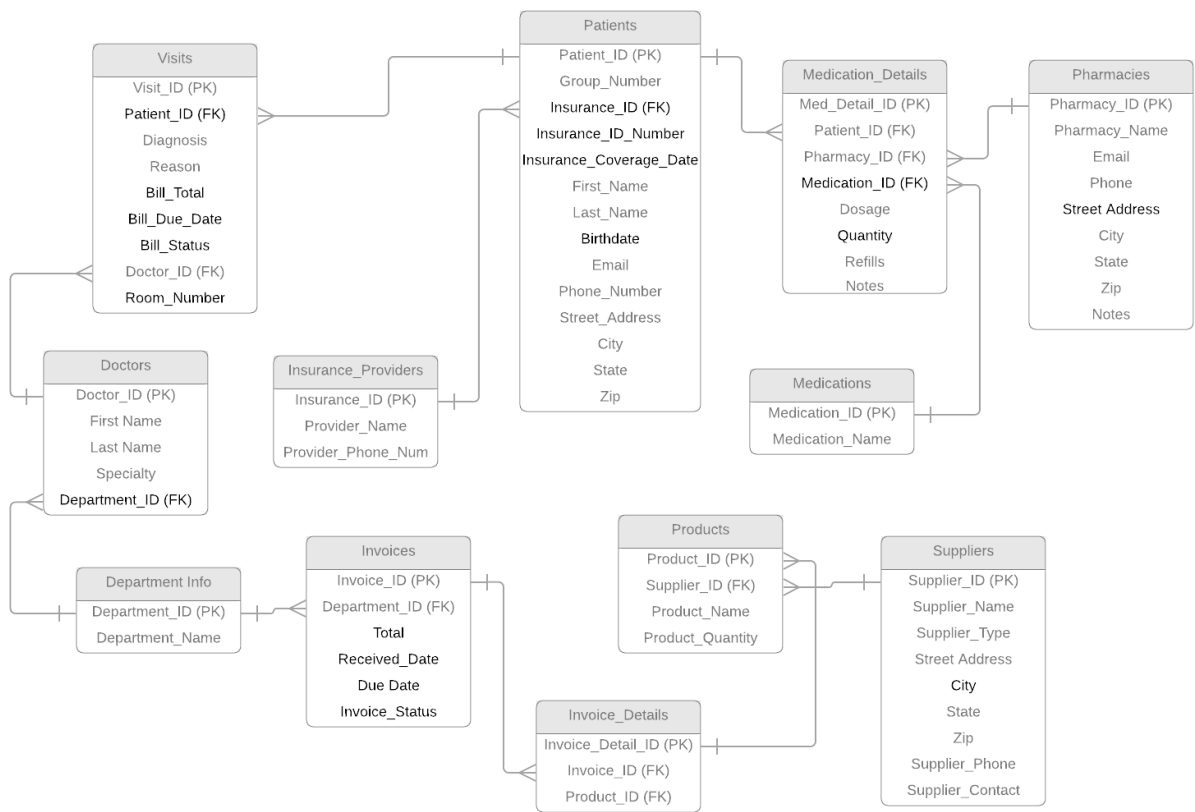 Patients
Patient_ID (PK)
Group_Number
Insurance_ID (FK)
Insurance_ID_Number
Insurance_Coverage_Date
First_Name
Last_Name
Birthdate
Email
Phone_Number
Street_Address
City
State
Zip
Visits
Visit_ID (PK)
Patient_ID (FK)
Diagnosis
Reason
Bill_Total
Bill_Due_Date
Bill_Status
Doctor_ID (FK)
Room_Number
Medication_Details
Med_Detail_ID (PK)
Patient_ID (FK)
Pharmacy_ID (FK)
Medication_ID (FK)
Dosage
Quantity
Refills
Notes
Pharmacies
Pharmacy_ID (PK)
Pharmacy_Name
Email
Phone
Street Address
City
State
Zip
Notes
Doctors
Doctor_ID (PK)
First Name
Last Name
Specialty
Department_ID (FK)
Insurance_Providers
Insurance_ID (PK)
Provider_Name
Provider_Phone_Num
Medications
Medication_ID (PK)
Medication_Name
Department Info
Department_ID (PK)
Department_Name
Invoices
Invoice_ID (PK)
Department_ID (FK)
Total
Received_Date
Due Date
Invoice_Status
Products
Product_ID (PK)
Supplier_ID (FK)
Product_Name
Product_Quantity
Suppliers
Supplier_ID (PK)
Supplier_Name
Supplier_Type
Street Address
City
State
Zip
Supplier_Phone
Supplier_Contact
Invoice_Details
Invoice_Detail_ID (PK)
Invoice_ID (FK)
Product_ID (FK)